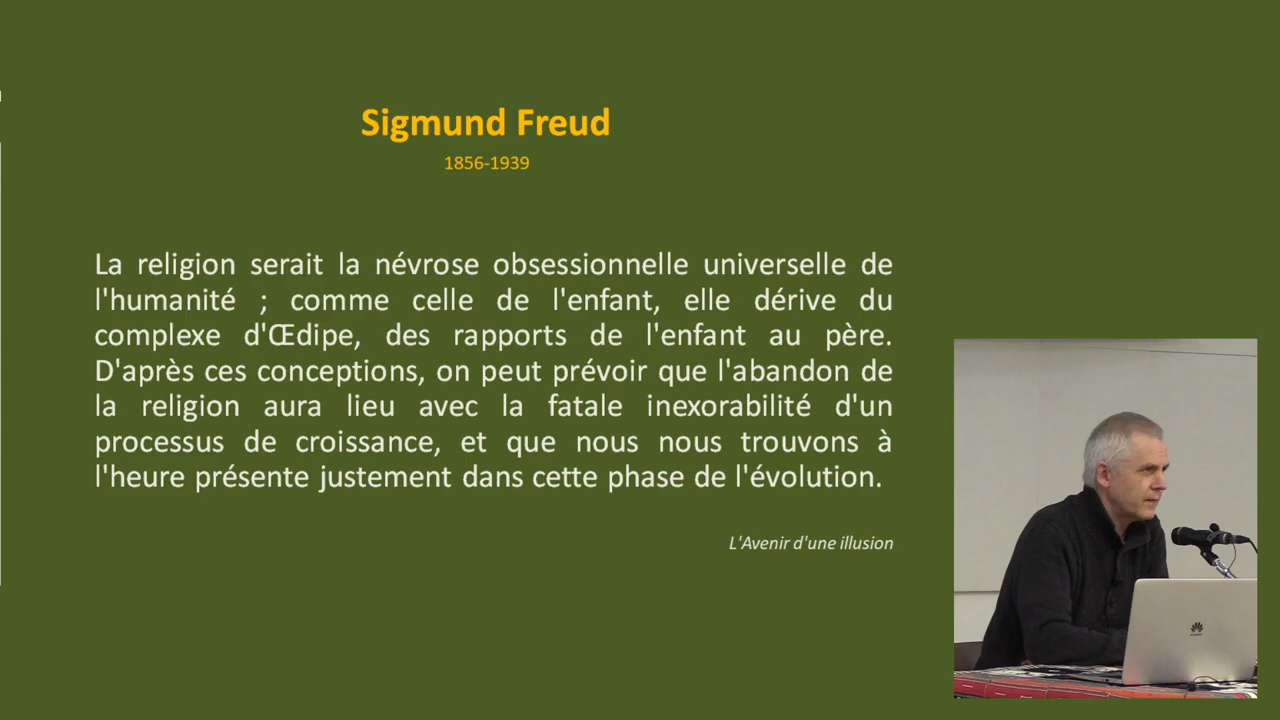 Sigmund Freud
1856-1939
La religion serait la névrose obsessionnelle universelle de
l'humanité ; comme celle de l'enfant, elle dérive du
complexe d'Œdipe, des rapports de l'enfant au père.
D'après ces conceptions, on peut prévoir que l'abandon de
la religion aura lieu avec la fatale inexorabilité d'un
processus de croissance, et que nous nous trouvons à
l'heure présente justement dans cette phase de l'évolution.
L'Avenir d'une illusion
HUAWEI